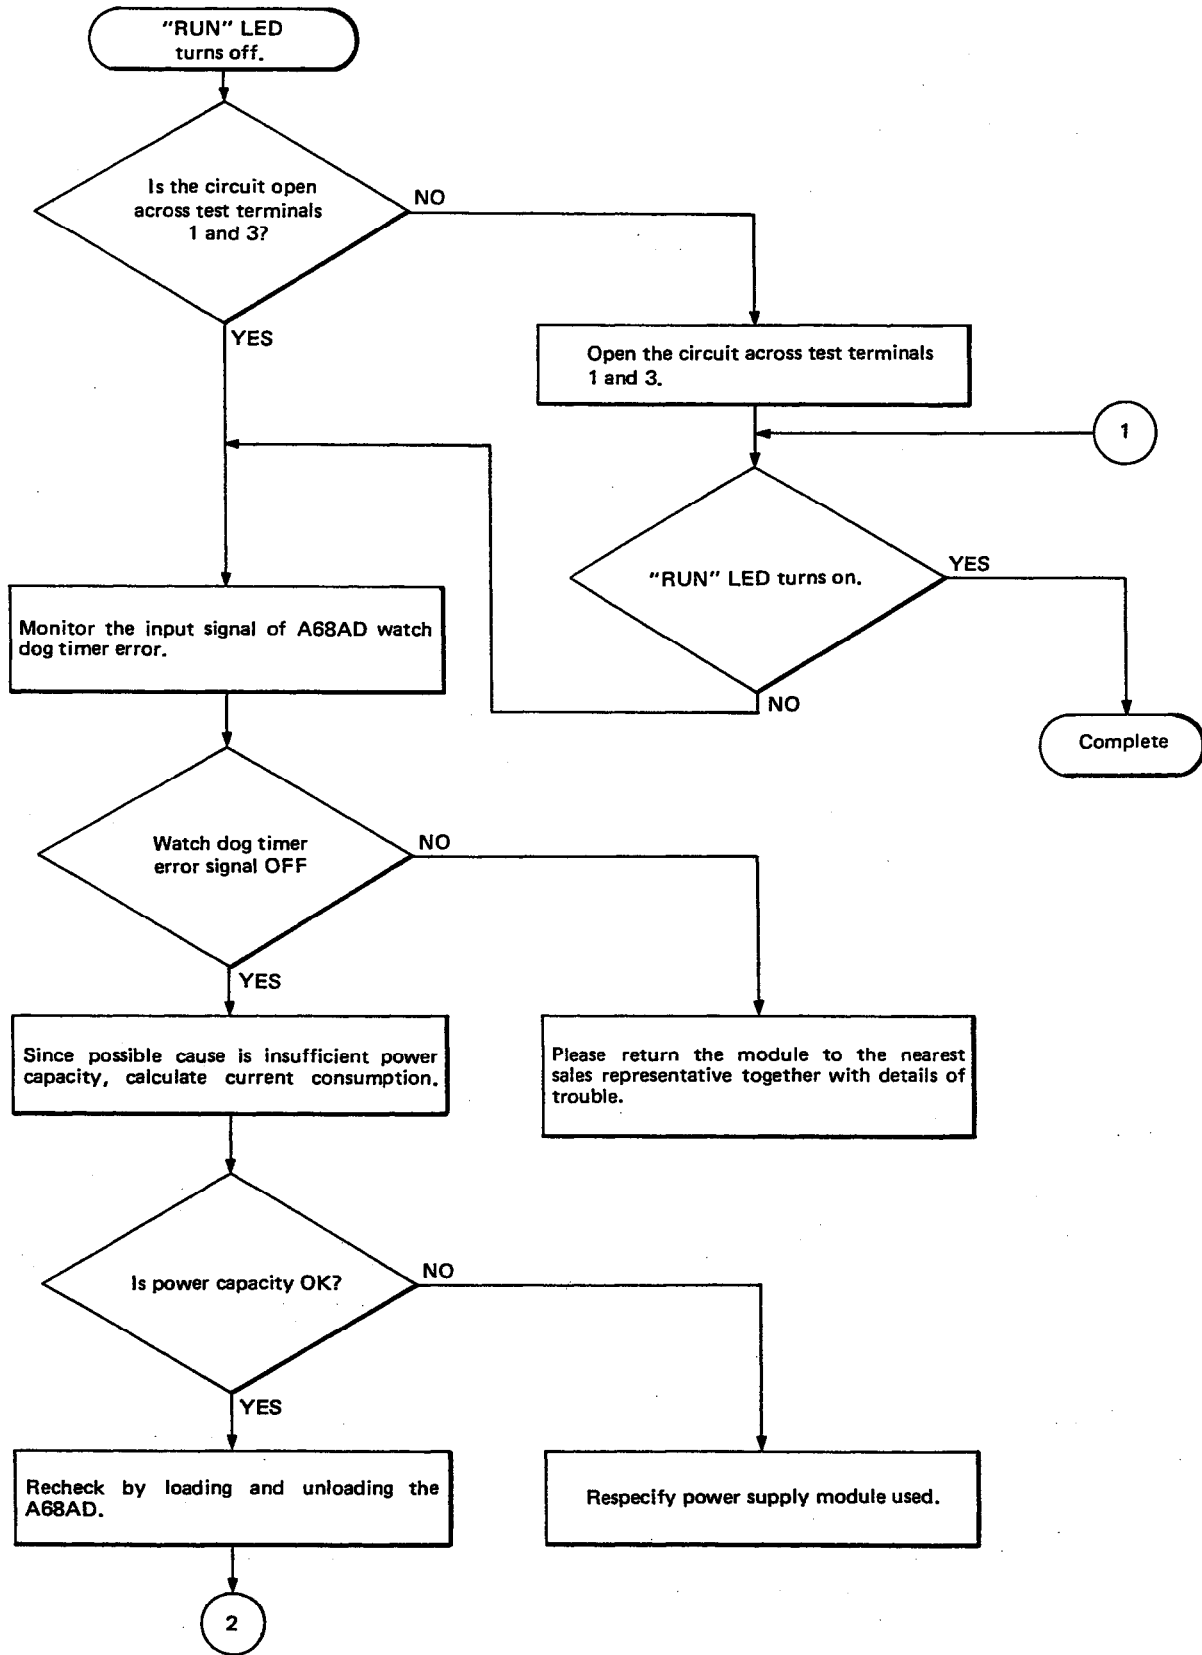 "RUN" LED
turns off.
Is the circuit open
across test terminals
1 and 3?
NO
YES
Open the circuit across test terminals
1 and 3.
1
"RUN" LED turns on.
YES
NO
Complete
Monitor the input signal of A68AD watch
dog timer error.
Watch dog timer
error signal OFF
NO
YES
Since possible cause is insufficient power
capacity, calculate current consumption.
Please return the module to the nearest
sales representative together with details of
trouble.
Is power capacity OK?
NO
YES
Recheck by loading and unloading the
A68AD.
Respecify power supply module used.
2